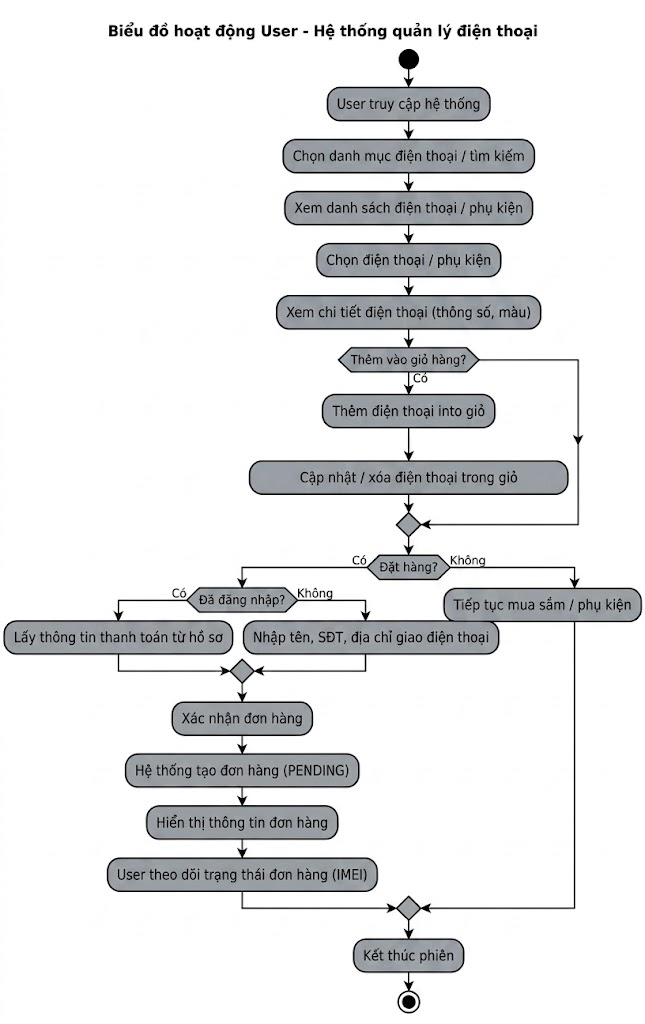 Biểu đồ hoạt động User - Hệ thống quản lý điện thoại
User truy cập hệ thống
Chọn danh mục điện thoại / tìm kiếm
Xem danh sách điện thoại / phụ kiện
Chọn điện thoại / phụ kiện
Xem chi tiết điện thoại (thông số, màu)
Thêm vào giỏ hàng?
Có
Thêm điện thoại into giỏ
Cập nhật / xóa điện thoại trong giỏ
Có
Đặt hàng?
Không
Có
Đã đăng nhập?
Không
Tiếp tục mua sắm / phụ kiện
Lấy thông tin thanh toán từ hồ sơ
Nhập tên, SĐT, địa chỉ giao điện thoại
Xác nhận đơn hàng
Hệ thống tạo đơn hàng (PENDING)
Hiển thị thông tin đơn hàng
User theo dõi trạng thái đơn hàng (IMEI)
Kết thúc phiên